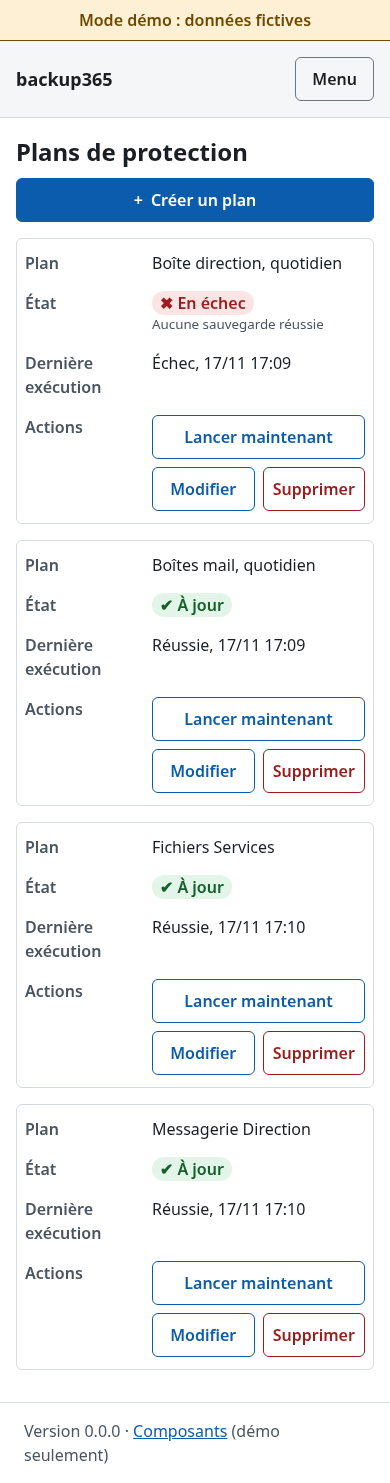 Mode démo : données fictives
backup365
Menu
Plans de protection
+ Créer un plan
Plan Boîte direction, quotidien
État ✖ En échec
Aucune sauvegarde réussie
Dernière exécution Échec, 17/11 17:09
Actions Lancer maintenant
Modifier Supprimer
Plan Boîtes mail, quotidien
État ✔ À jour
Dernière exécution Réussie, 17/11 17:09
Actions Lancer maintenant
Modifier Supprimer
Plan Fichiers Services
État ✔ À jour
Dernière exécution Réussie, 17/11 17:10
Actions Lancer maintenant
Modifier Supprimer
Plan Messagerie Direction
État ✔ À jour
Dernière exécution Réussie, 17/11 17:10
Actions Lancer maintenant
Modifier Supprimer
Version 0.0.0 · Composants (démo
seulement)